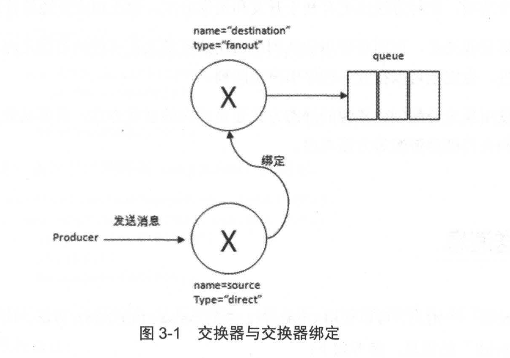 name="destination"
type="fanout"
queue
X
绑定
发送消息
Producer
X
name=source
Type="direct"
图 3-1 交换器与交换器绑定